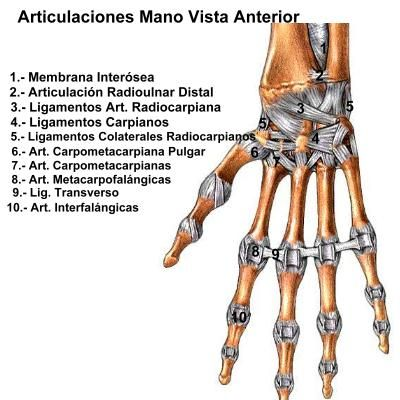 Articulaciones Mano Vista Anterior
1.- Membrana Interósea
2.- Articulación Radioulnar Distal
3.- Ligamentos Art. Radiocarpiana
4.- Ligamentos Carpianos
5.- Ligamentos Colaterales Radiocarpianos
6.- Art. Carpometacarpiana Pulgar
7.- Art. Carpometacarpianas
8.- Art. Metacarpofalángicas
9.- Lig. Transverso
10.- Art. Interfalángicas
1
2
3
5
5
4
6
7
8
9
10